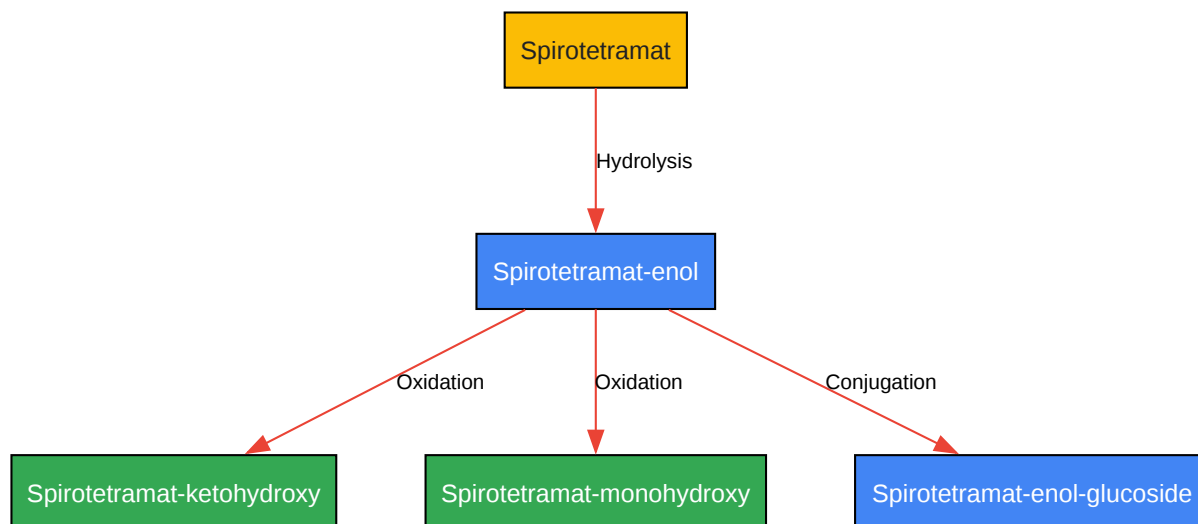 Spirotetramat
Hydrolysis
Spirotetramat-enol
Oxidation
Oxidation
Conjugation
Spirotetramat-ketohydroxy
Spirotetramat-monohydroxy
Spirotetramat-enol-glucoside